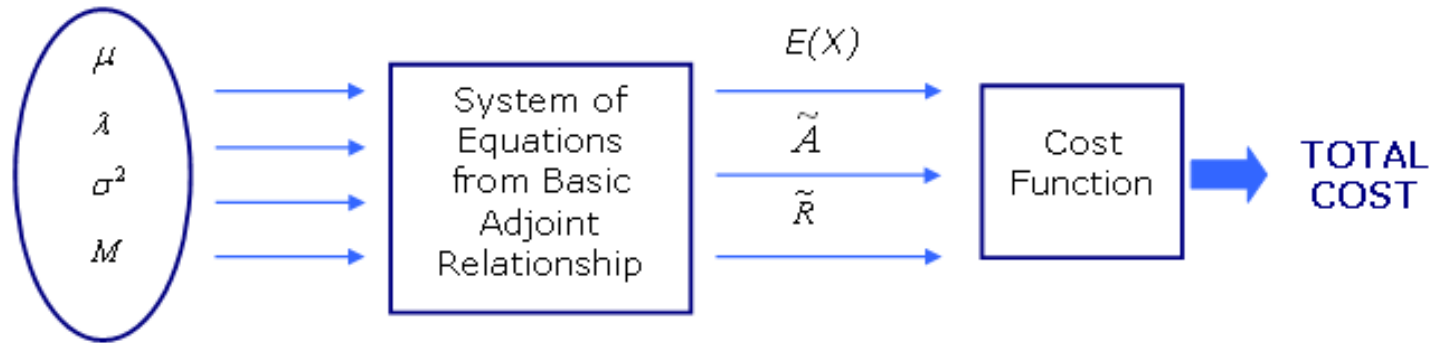 μ
λ̂
σ²
M
System of
Equations
from Basic
Adjoint
Relationship
E(X)
Ã
R̃
Cost
Function
TOTAL
COST